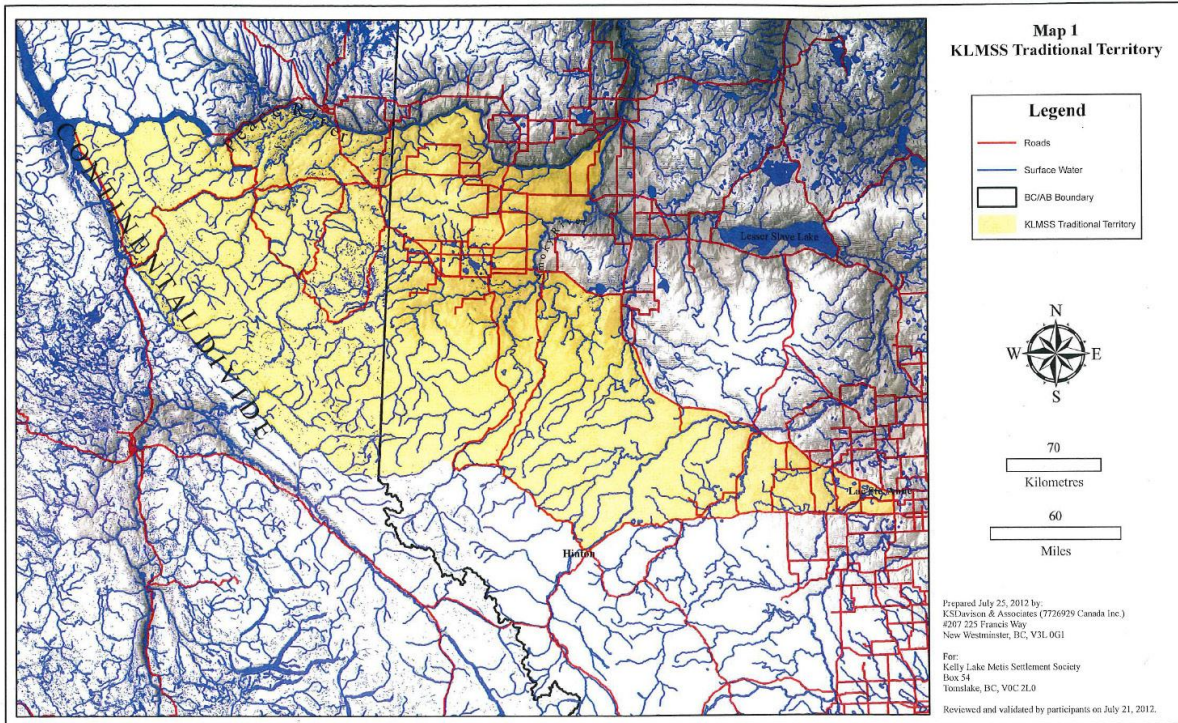 Map 1
KLMSS Traditional Territory
Legend
Roads
Surface Water
BC/AB Boundary
KLMSS Traditional Territory
CONTINENTAL DIVIDE
Lesser Slave Lake
Hinton
N
W
E
S
70
Kilometres
60
Miles
Prepared July 25, 2012 by:
KSDavison & Associates (7726929 Canada Inc.)
#207 225 Francis Way
New Westminster, BC, V3L 0G1
For:
Kelly Lake Metis Settlement Society
Box 54
Tomslake, BC, V0C 2L0
Reviewed and validated by participants on July 21, 2012.